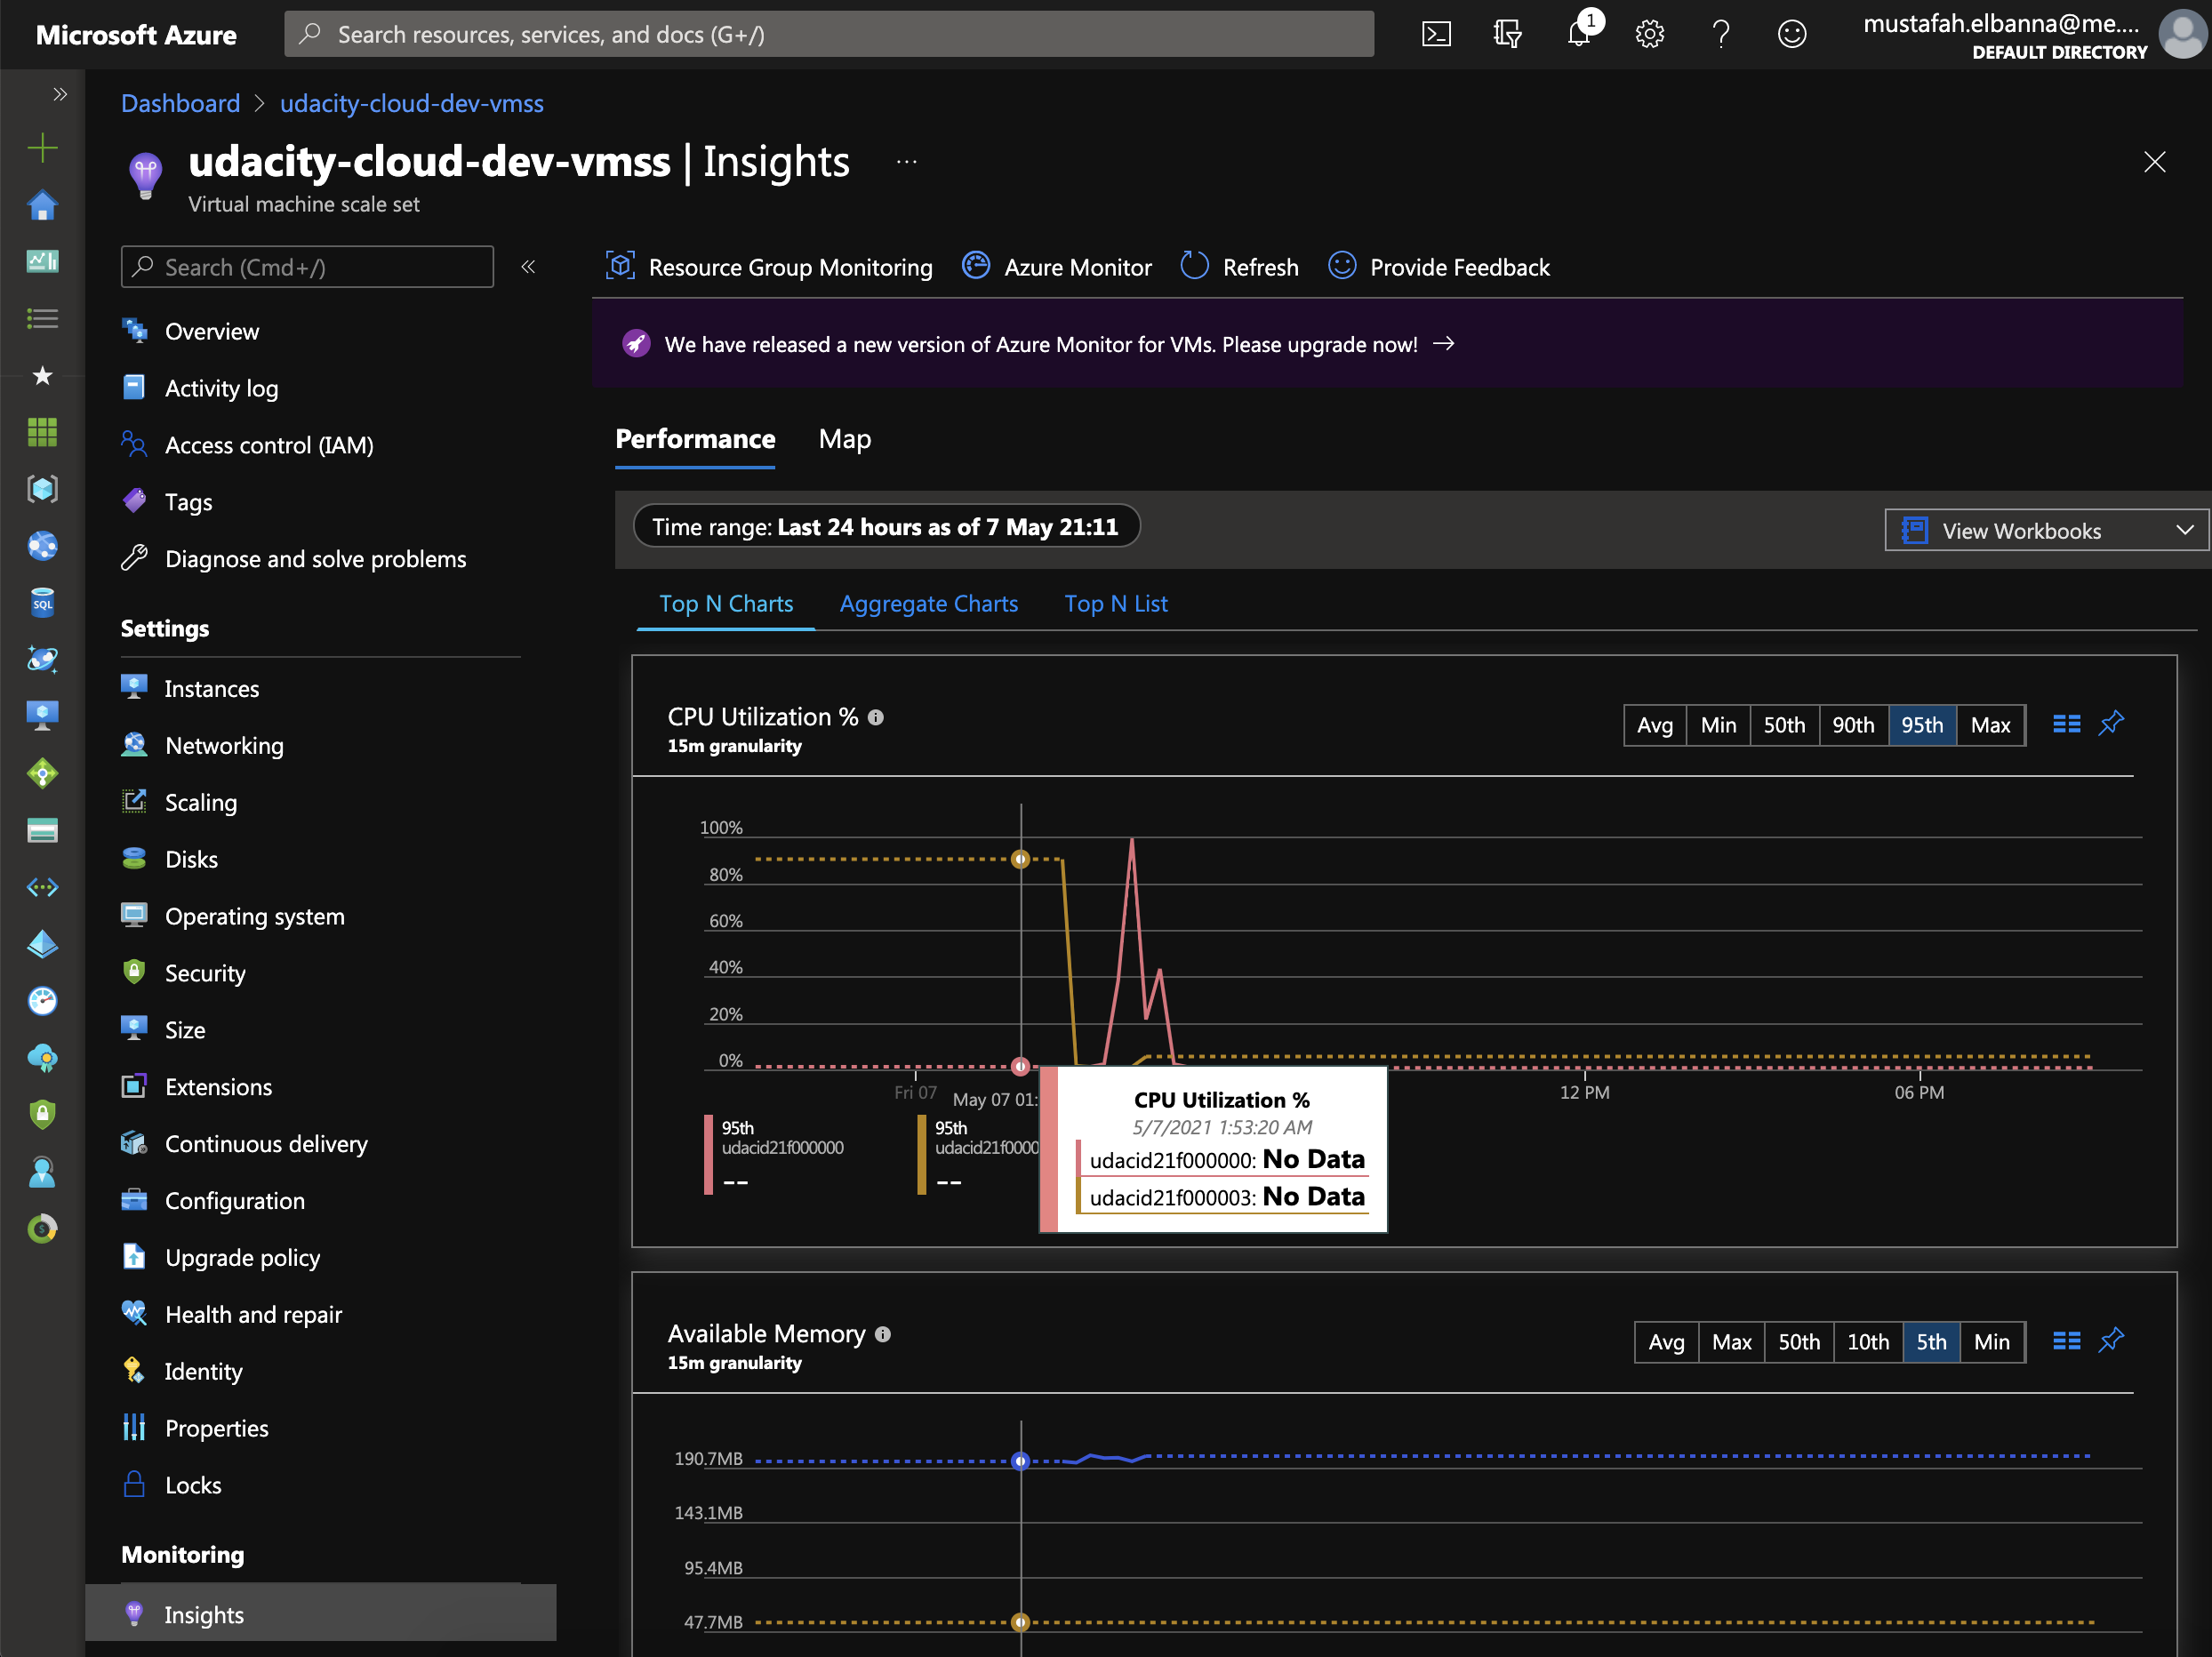 Microsoft Azure
Search resources, services, and docs (G+/)
1
mustafah.elbanna@me....
DEFAULT DIRECTORY
Dashboard > udacity-cloud-dev-vmss
udacity-cloud-dev-vmss | Insights ...
Virtual machine scale set
Search (Cmd+/)
«
Overview
Activity log
Access control (IAM)
Tags
Diagnose and solve problems
Settings
Instances
Networking
Scaling
Disks
Operating system
Security
Size
Extensions
Continuous delivery
Configuration
Upgrade policy
Health and repair
Identity
Properties
Locks
Monitoring
Insights
SQL
Resource Group Monitoring
Azure Monitor
Refresh
Provide Feedback
We have released a new version of Azure Monitor for VMs. Please upgrade now! →
Performance
Map
Time range: Last 24 hours as of 7 May 21:11
View Workbooks
Top N Charts
Aggregate Charts
Top N List
CPU Utilization %
15m granularity
Avg Min 50th 90th 95th Max
100%
80%
60%
40%
20%
0%
Fri 07
May 07 01:
12 PM
06 PM
95th
udacid21f000000
--
95th
udacid21f0000
--
CPU Utilization %
5/7/2021 1:53:20 AM
udacid21f000000: No Data
udacid21f000003: No Data
Available Memory
15m granularity
Avg Max 50th 10th 5th Min
190.7MB
143.1MB
95.4MB
47.7MB